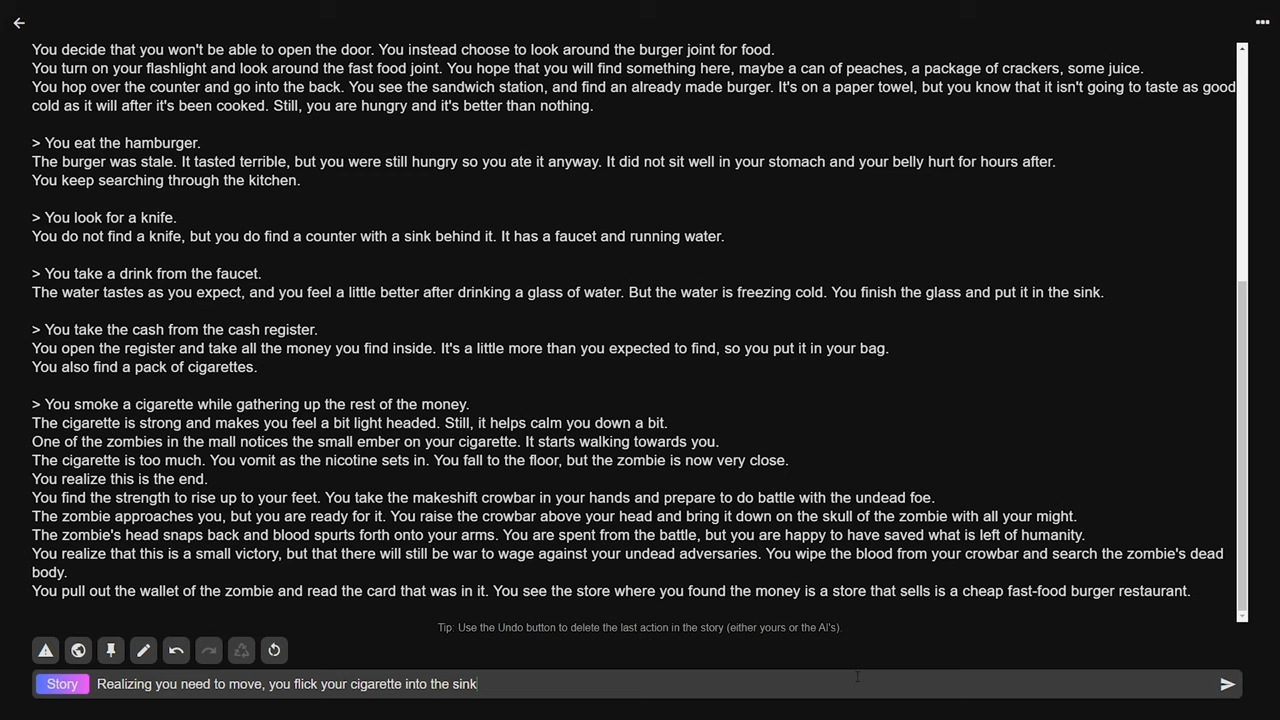 You decide that you won't be able to open the door. You instead choose to look around the burger joint for food.
You turn on your flashlight and look around the fast food joint. You hope that you will find something here, maybe a can of peaches, a package of crackers, some juice.
You hop over the counter and go into the back. You see the sandwich station, and find an already made burger. It's on a paper towel, but you know that it isn't going to taste as good
cold as it will after it's been cooked. Still, you are hungry and it's better than nothing.
> You eat the hamburger.
The burger was stale. It tasted terrible, but you were still hungry so you ate it anyway. It did not sit well in your stomach and your belly hurt for hours after.
You keep searching through the kitchen.
> You look for a knife.
You do not find a knife, but you do find a counter with a sink behind it. It has a faucet and running water.
> You take a drink from the faucet.
The water tastes as you expect, and you feel a little better after drinking a glass of water. But the water is freezing cold. You finish the glass and put it in the sink.
> You take the cash from the cash register.
You open the register and take all the money you find inside. It's a little more than you expected to find, so you put it in your bag.
You also find a pack of cigarettes.
> You smoke a cigarette while gathering up the rest of the money.
The cigarette is strong and makes you feel a bit light headed. Still, it helps calm you down a bit.
One of the zombies in the mall notices the small ember on your cigarette. It starts walking towards you.
The cigarette is too much. You vomit as the nicotine sets in. You fall to the floor, but the zombie is now very close.
You realize this is the end.
You find the strength to rise up to your feet. You take the makeshift crowbar in your hands and prepare to do battle with the undead foe.
The zombie approaches you, but you are ready for it. You raise the crowbar above your head and bring it down on the skull of the zombie with all your might.
The zombie's head snaps back and blood spurts forth onto your arms. You are spent from the battle, but you are happy to have saved what is left of humanity.
You realize that this is a small victory, but that there will still be war to wage against your undead adversaries. You wipe the blood from your crowbar and search the zombie's dead
body.
You pull out the wallet of the zombie and read the card that was in it. You see the store where you found the money is a store that sells is a cheap fast-food burger restaurant.
Tip: Use the Undo button to delete the last action in the story (either yours or the AI's).
Story Realizing you need to move, you flick your cigarette into the sink